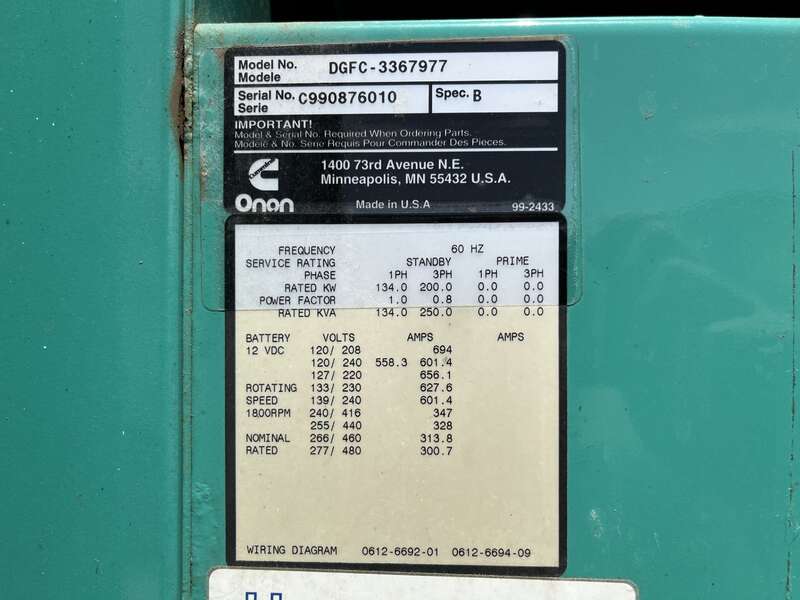 Model No. DGFC-3367977
Modele
Serial No. C990876010 Spec. B
Serie
IMPORTANT!
Model & Serial No. Required When Ordering Parts.
Modele & No. Serie Requis Pour Commander Des Pieces.
Cummins
1400 73rd Avenue N.E.
Minneapolis, MN 55432 U.S.A.
Onan Made in U.S.A 99-2433
FREQUENCY 60 HZ
SERVICE RATING STANDBY PRIME
PHASE 1PH 3PH 1PH 3PH
RATED KW 134.0 200.0 0.0 0.0
POWER FACTOR 1.0 0.8 0.0 0.0
RATED KVA 134.0 250.0 0.0 0.0
BATTERY VOLTS AMPS AMPS
12 VDC 120/ 208 694
120/ 240 558.3 601.4
127/ 220 656.1
ROTATING 133/ 230 627.6
SPEED 139/ 240 601.4
1800RPM 240/ 416 347
255/ 440 328
NOMINAL 266/ 460 313.8
RATED 277/ 480 300.7
WIRING DIAGRAM 0612-6692-01 0612-6694-09